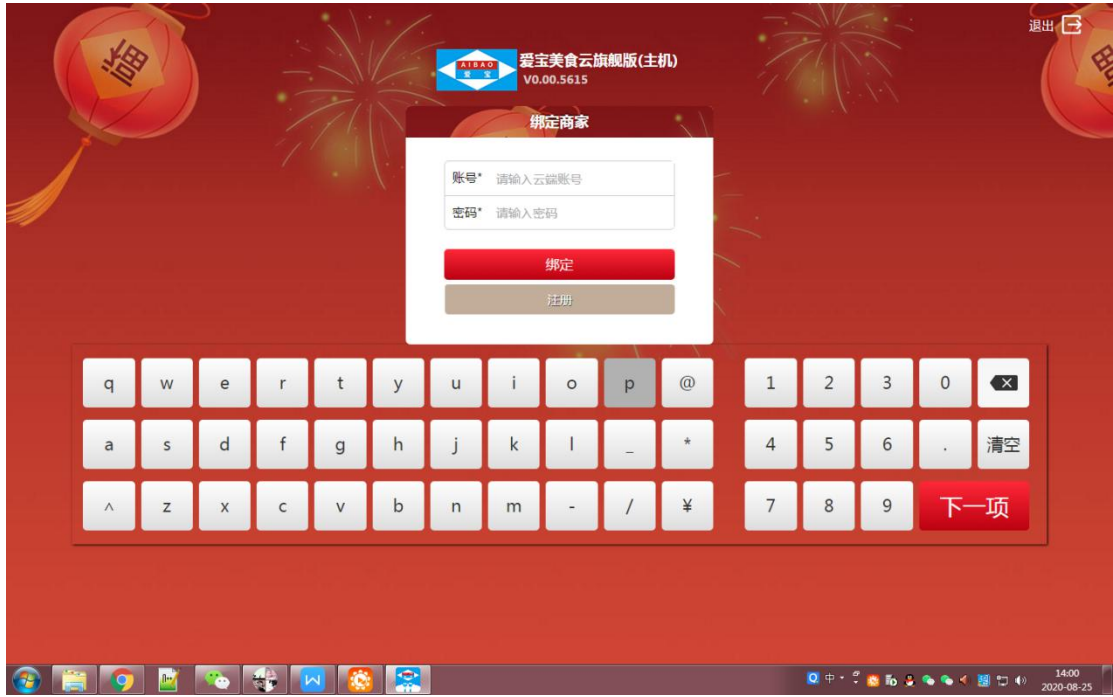 退出
AIBAO
爱 宝
爱宝美食云旗舰版(主机)
V0.00.5615
绑定商家
账号* 请输入云端账号
密码* 请输入密码
绑定
注册
q w e r t y u i o p @ 1 2 3 0
a s d f g h j k l _ * 4 5 6 . 清空
^ z x c v b n m - / ¥ 7 8 9 下一项
中
14:00
2020-08-25